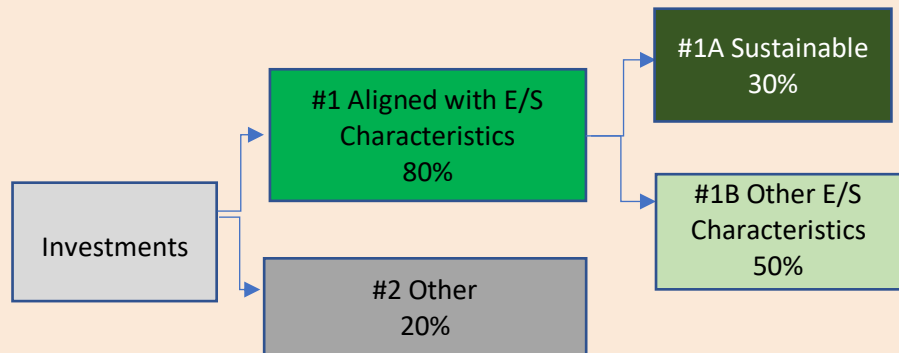 Investments
#1 Aligned with E/S
Characteristics
80%
#2 Other
20%
#1A Sustainable
30%
#1B Other E/S
Characteristics
50%